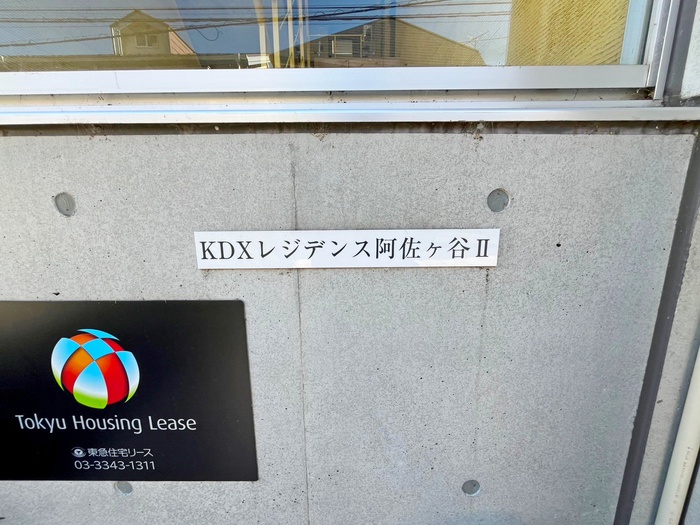 KDXレジデンス阿佐ヶ谷Ⅱ
Tokyu Housing Lease
東急住宅リース
03-3343-1311